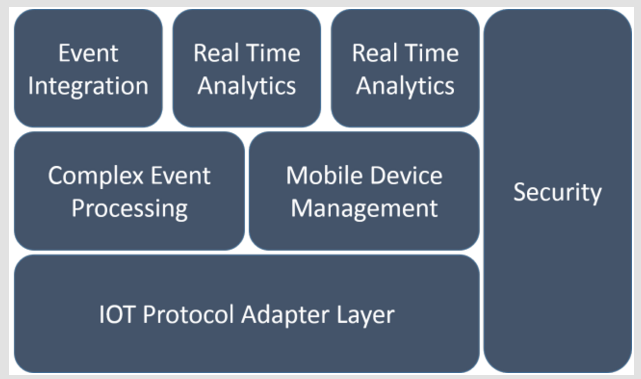 Event
Integration
Real Time
Analytics
Real Time
Analytics
Complex Event
Processing
Mobile Device
Management
Security
IOT Protocol Adapter Layer